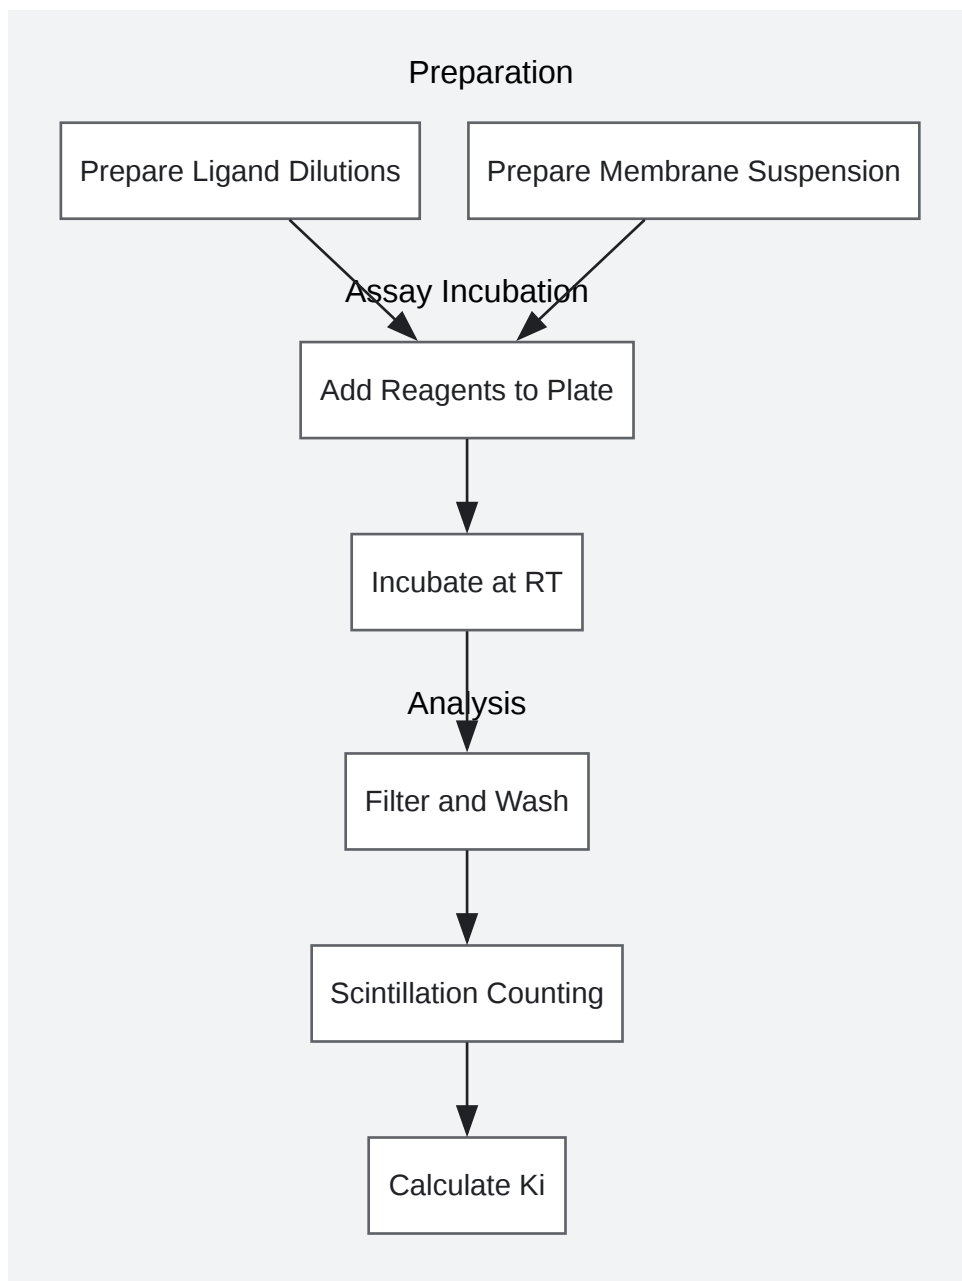 Preparation
Prepare Ligand Dilutions
Prepare Membrane Suspension
Assay Incubation
Add Reagents to Plate
Incubate at RT
Analysis
Filter and Wash
Scintillation Counting
Calculate Ki